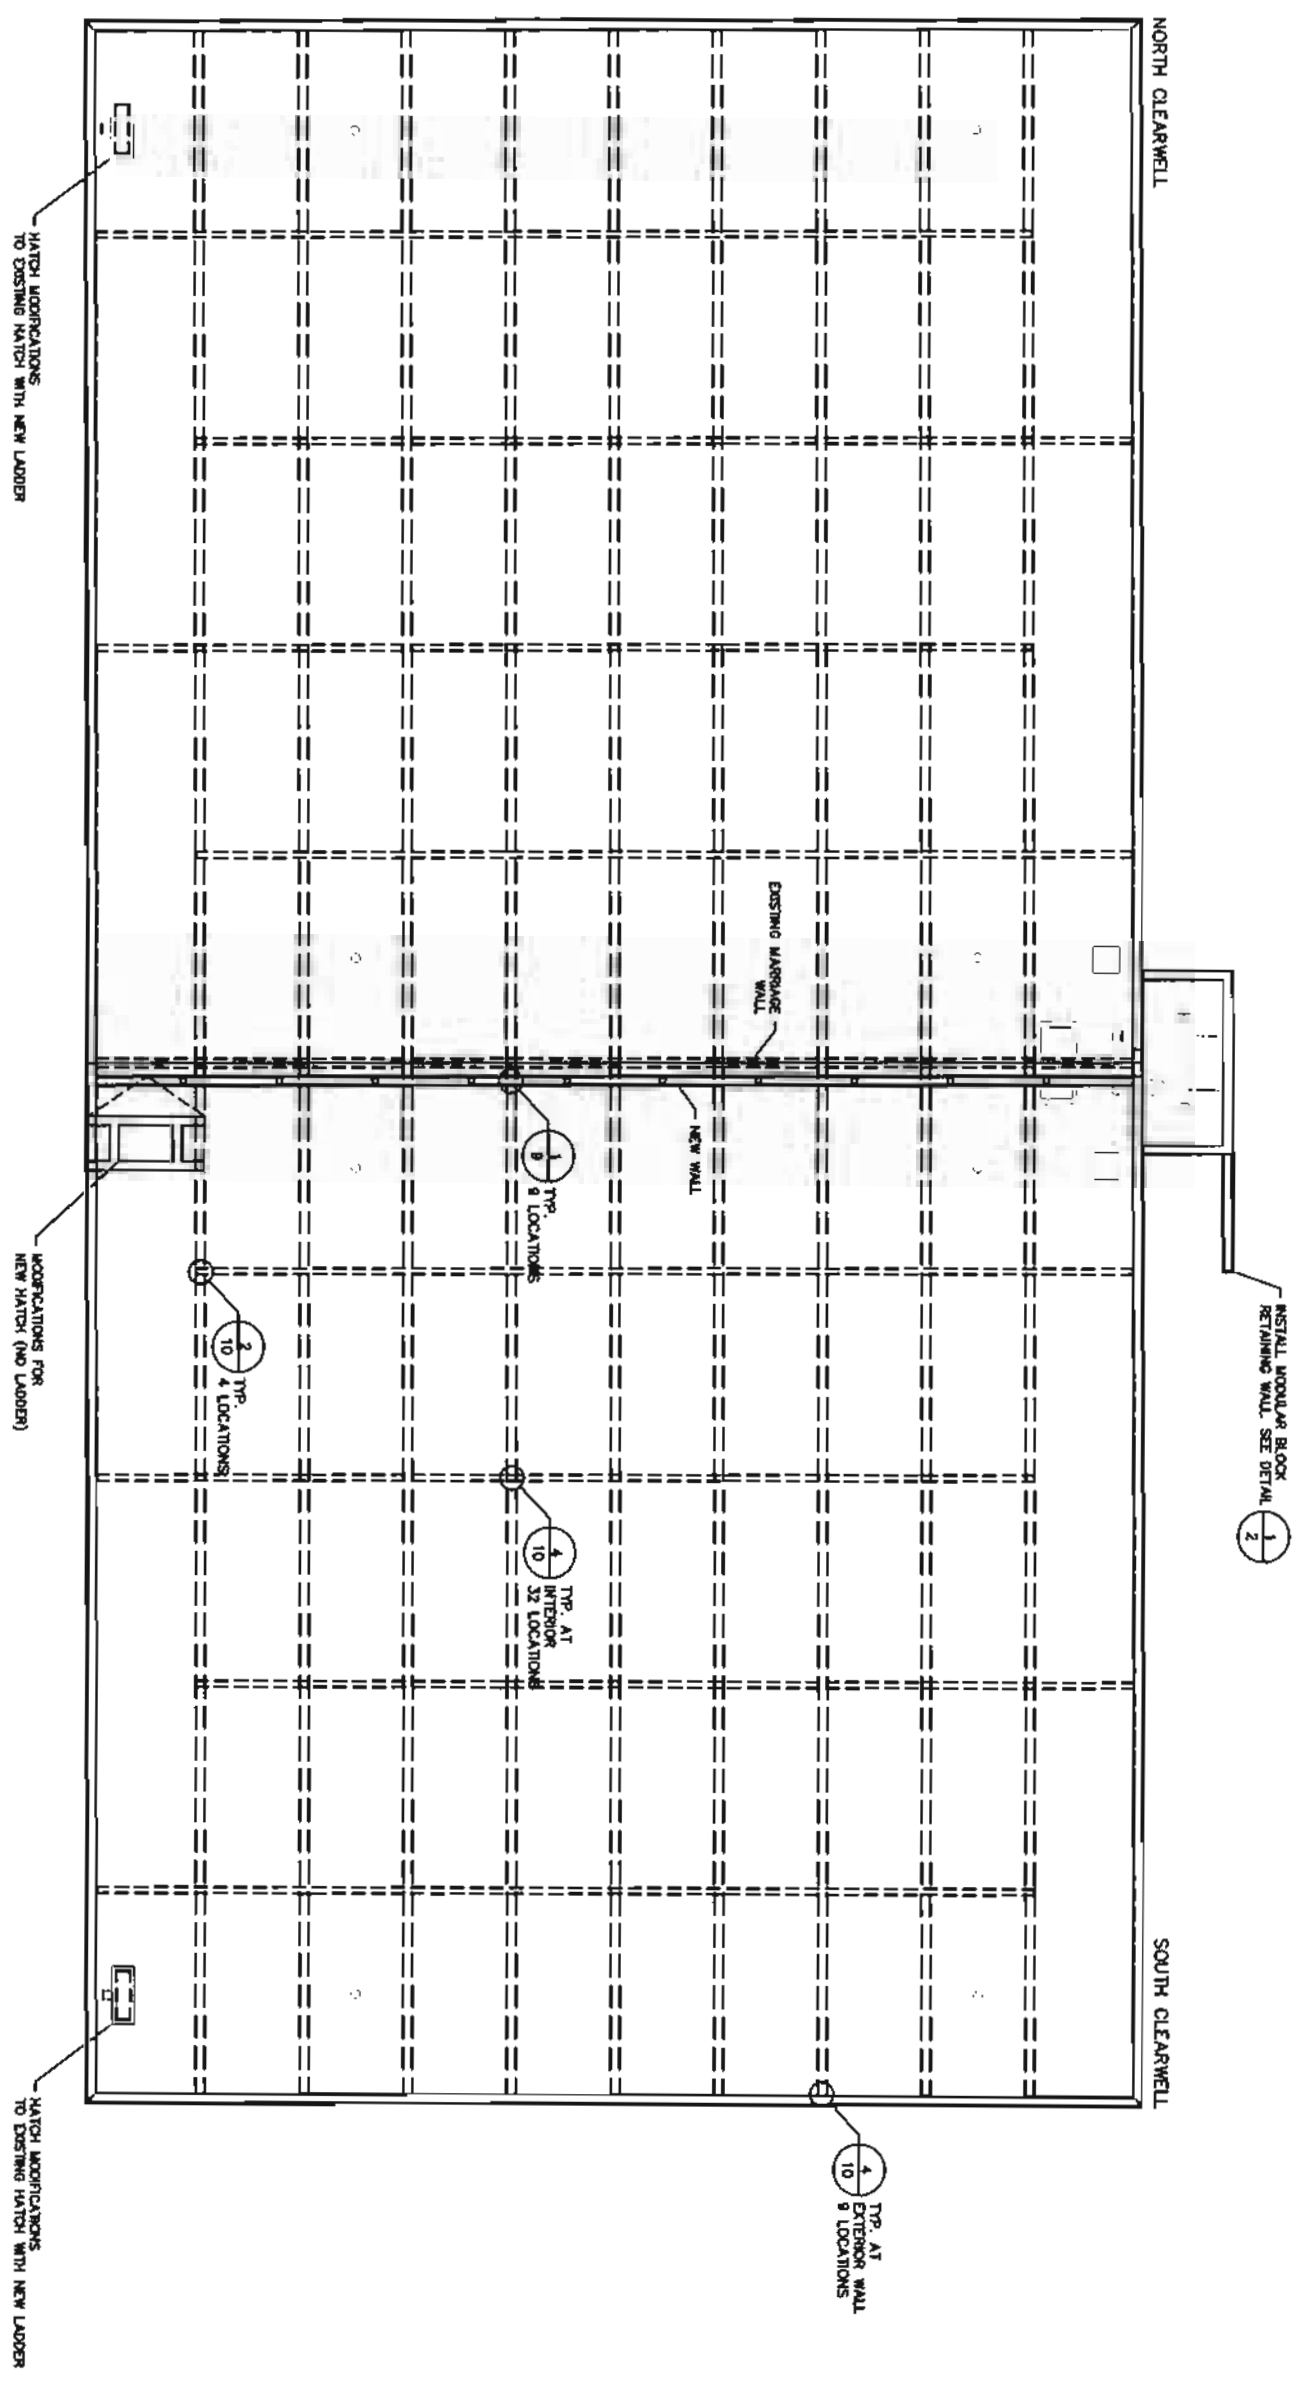 NORTH CLEARWELL
SOUTH CLEARWELL
INSTALL MODULAR BLOCK
RETAINING WALL. SEE DETAIL
1
2
EXISTING MARRIAGE
WALL
NEW WALL
1
9
TYP.
9 LOCATIONS
2
10
TYP.
4 LOCATIONS
4
10
TYP. AT
INTERIOR
32 LOCATIONS
4
10
TYP. AT
EXTERIOR WALL
9 LOCATIONS
HATCH MODIFICATIONS
TO EXISTING HATCH WITH NEW LADDER
MODIFICATIONS FOR
NEW HATCH (NO LADDER)
HATCH MODIFICATIONS
TO EXISTING HATCH WITH NEW LADDER